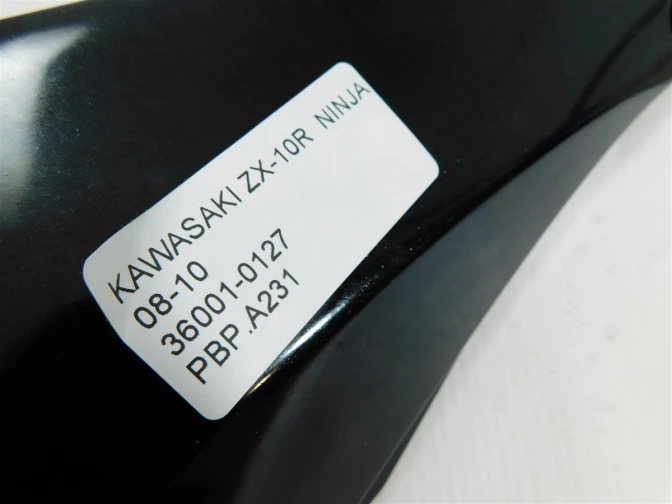 KAWASAKI ZX-10R NINJA
08-10
36001-0127
PBP.A231